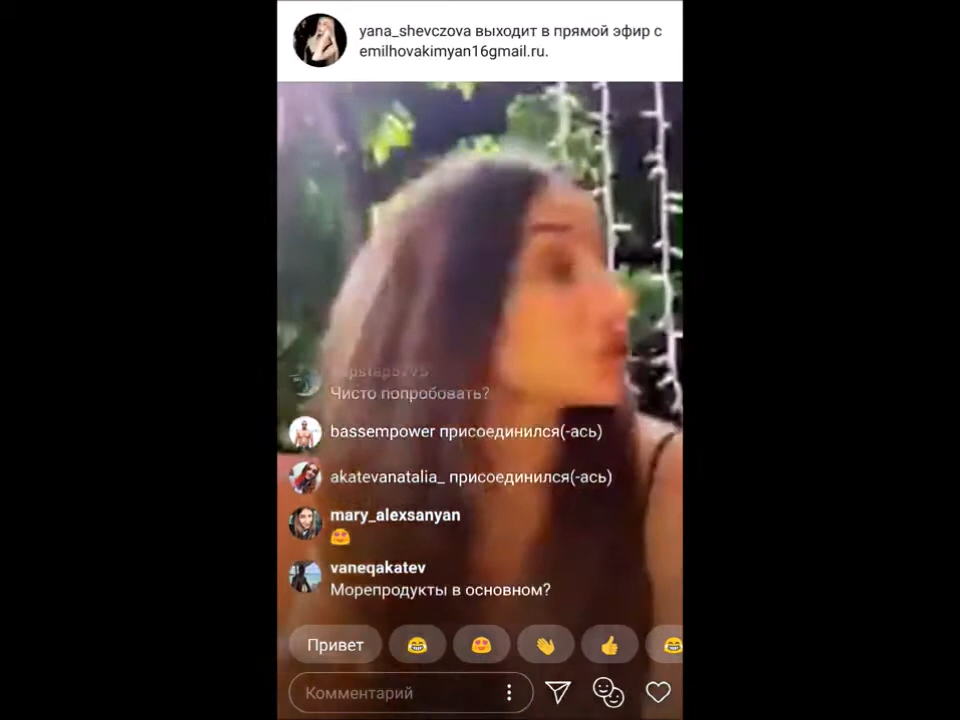 yana_shevczova выходит в прямой эфир с
emilhovakimyan16gmail.ru.
Чисто попробовать?
bassempower присоединился(-ась)
akatevanatalia_ присоединился(-ась)
mary_alexsanyan
😍
vaneqakatev
Морепродукты в основном?
Привет
Комментарий